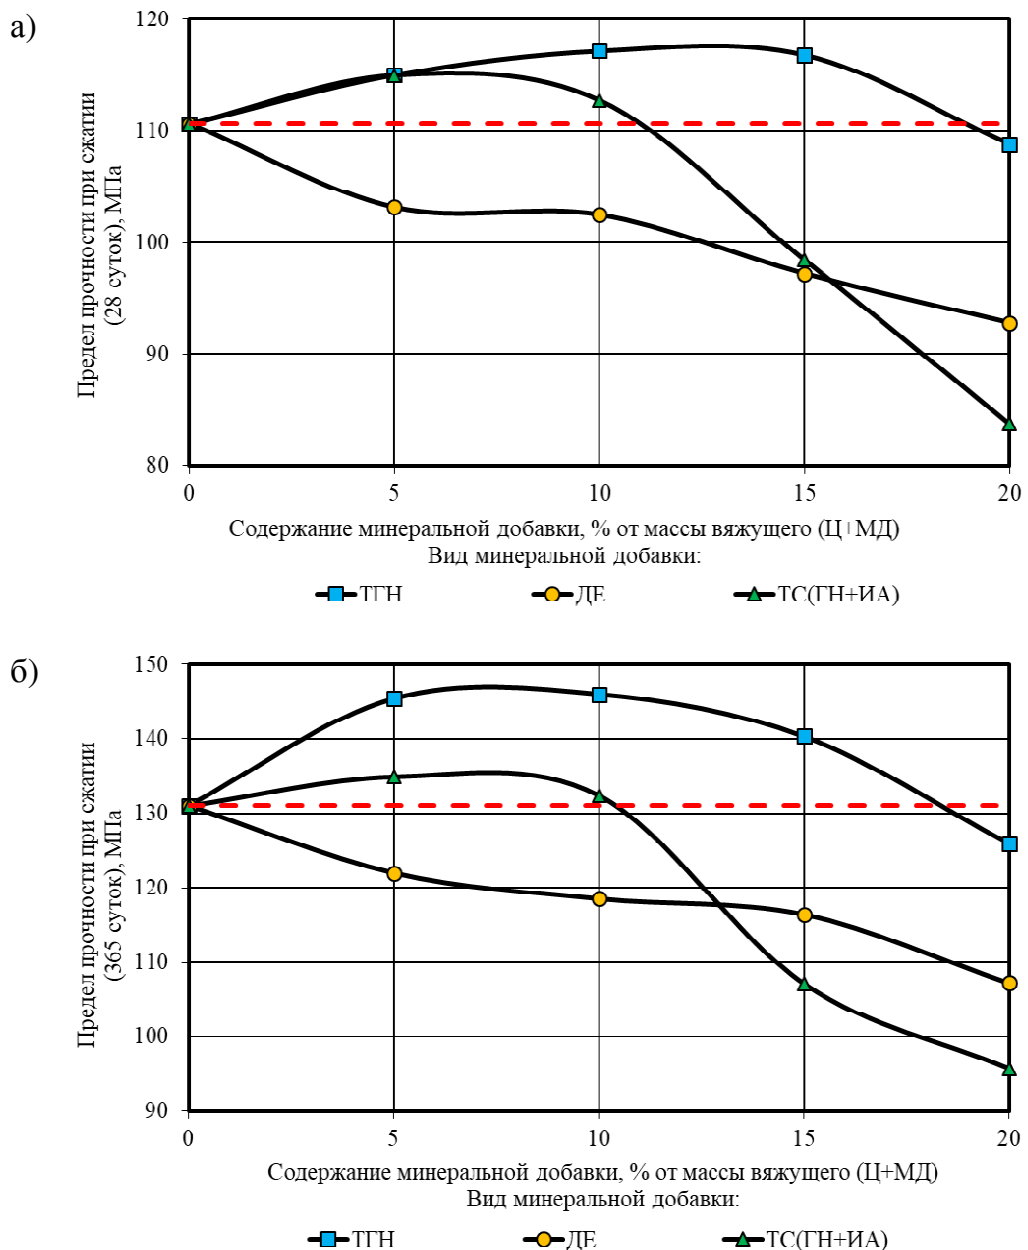 а)
120
110
100
90
80
Предел прочности при сжатии
(28 суток), МПа
0 5 10 15 20
Содержание минеральной добавки, % от массы вяжущего (Ц+МД)
Вид минеральной добавки:
ТГН ДЕ ТС(ГН+ИА)
б)
150
140
130
120
110
100
90
Предел прочности при сжатии
(365 суток), МПа
0 5 10 15 20
Содержание минеральной добавки, % от массы вяжущего (Ц+МД)
Вид минеральной добавки:
ТГН ДЕ ТС(ГН+ИА)